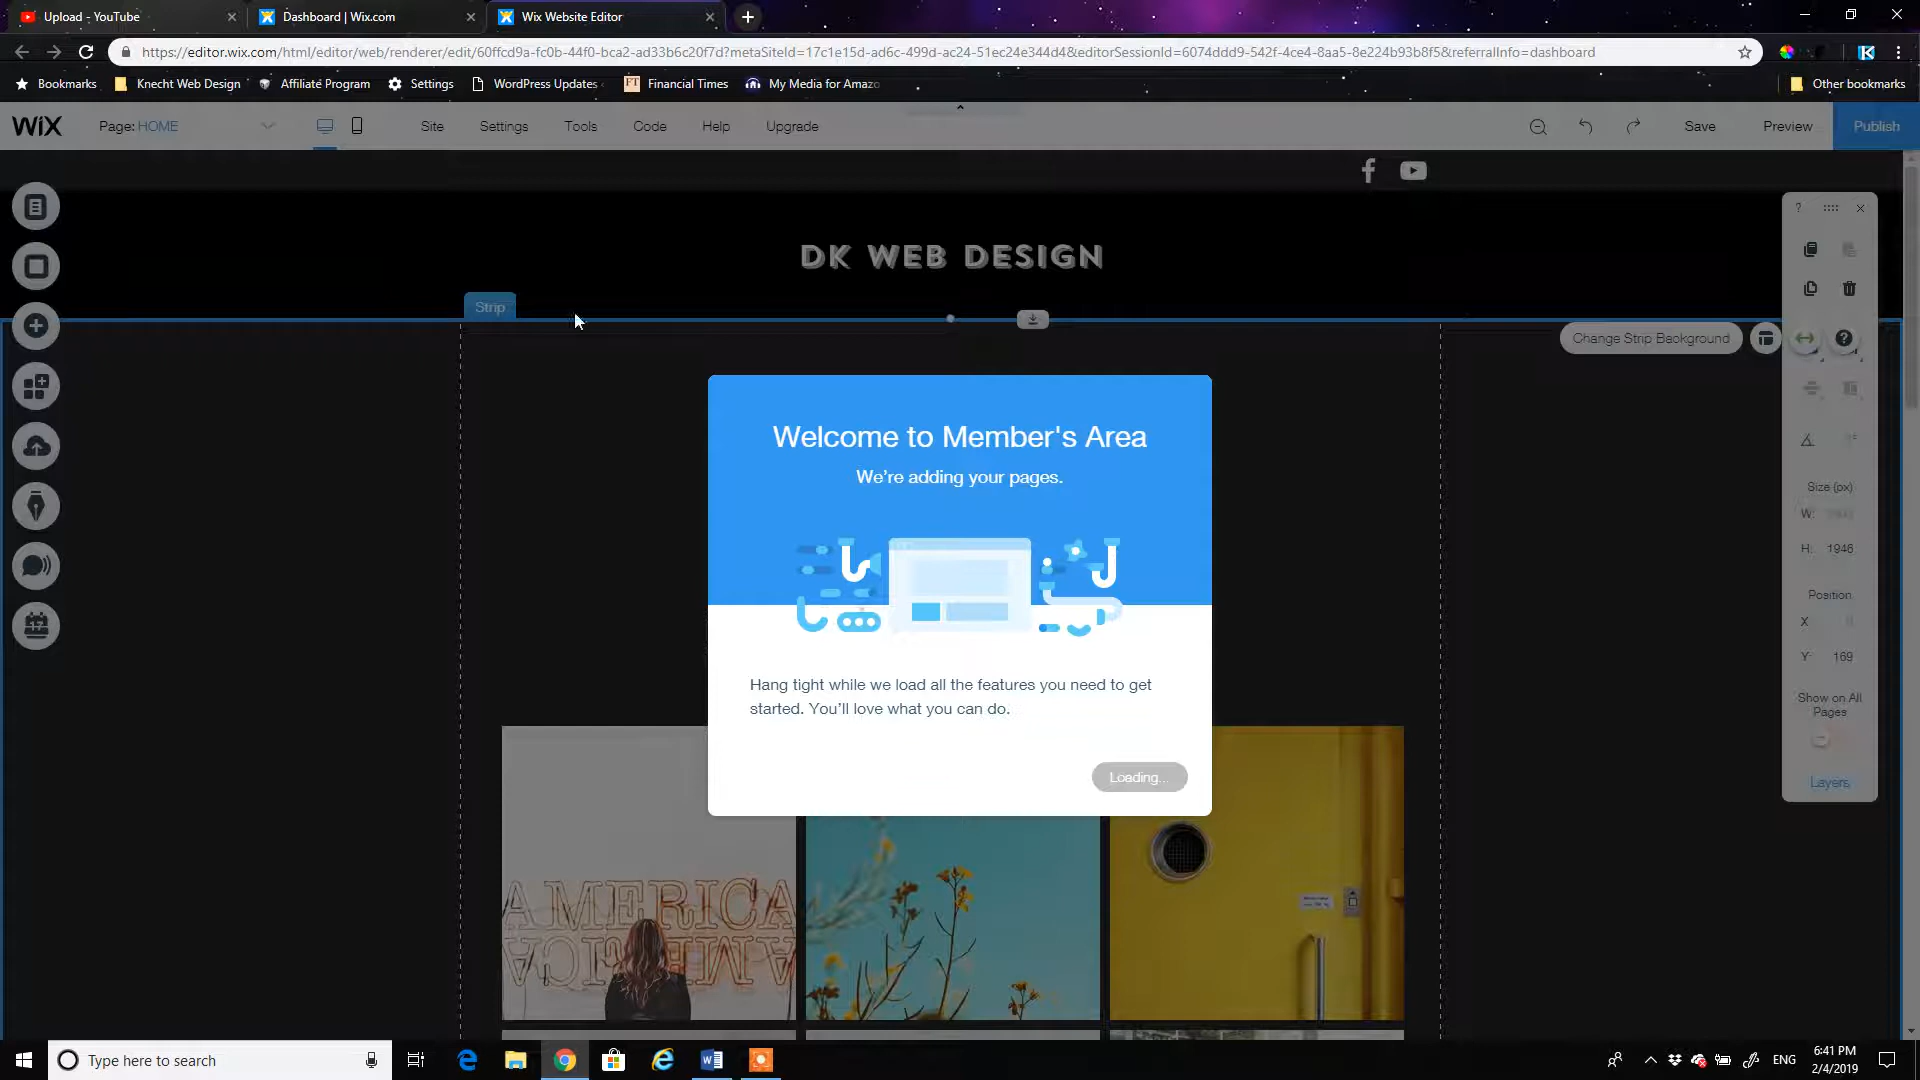 Upload - YouTube
Dashboard | Wix.com
Wix Website Editor
https://editor.wix.com/html/editor/web/renderer/edit/60ffcd9a-fc0b-44f0-bca2-ad33b6c20f7d?metaSiteId=17c1e15d-ad6c-499d-ac24-51ec24e344d4&editorSessionId=6074ddd9-542f-4ce4-8aa5-8e224b93b8f5&referralInfo=dashboard
Bookmarks
Knecht Web Design
Affiliate Program
Settings
WordPress Updates
FT
Financial Times
My Media for Amazo
Other bookmarks
WiX
Page: HOME
Site
Settings
Tools
Code
Help
Upgrade
Save
Preview
Publish
DK WEB DESIGN
Strip
Change Strip Background
Welcome to Member's Area
We're adding your pages.
Hang tight while we load all the features you need to get
started. You'll love what you can do.
Loading...
Size (px)
W:
H: 1946
Position
X
Y: 169
Show on All
Pages
Layers
17
AMERICA
Type here to search
ENG
6:41 PM
2/4/2019